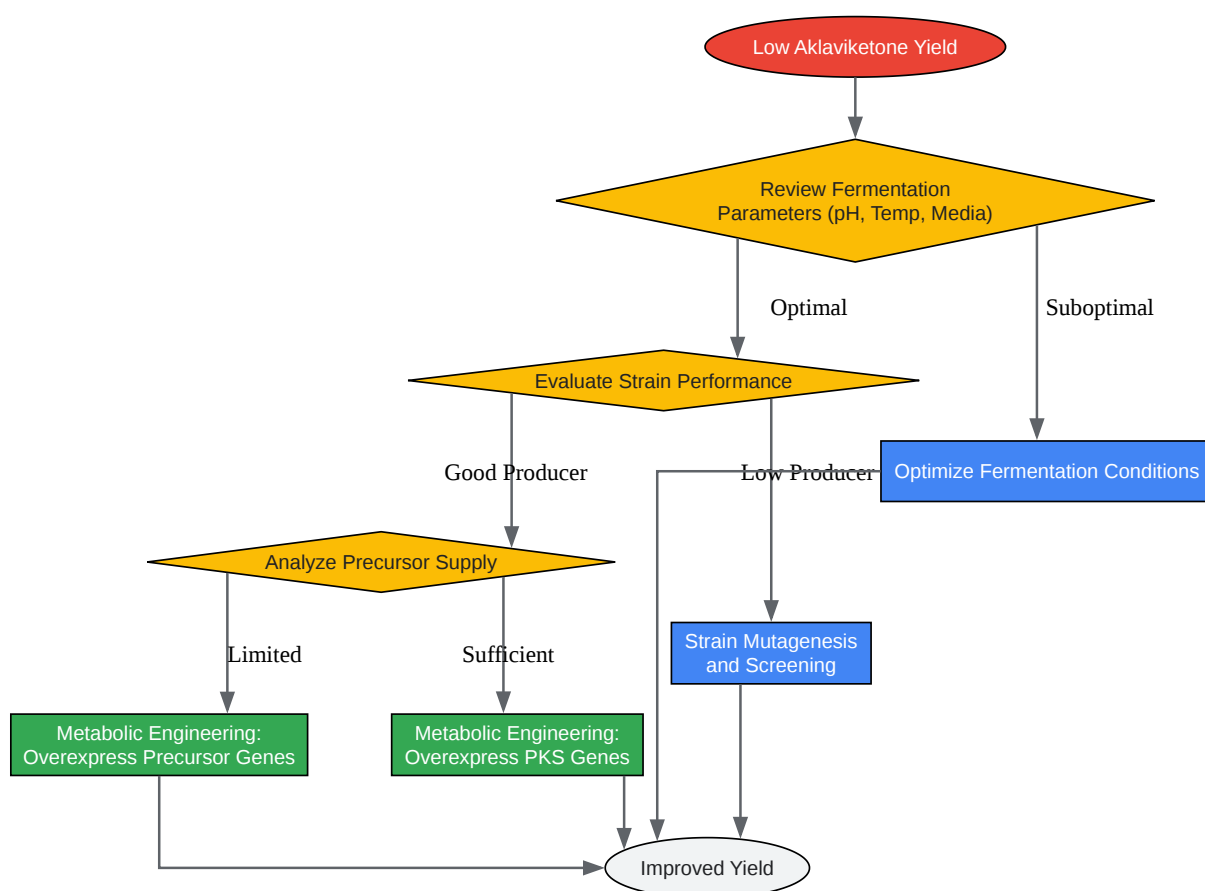 Low Aklaviketone Yield
Review Fermentation
Parameters (pH, Temp, Media)
Optimal
Suboptimal
Evaluate Strain Performance
Good Producer
Low Producer
Optimize Fermentation Conditions
Analyze Precursor Supply
Limited
Sufficient
Strain Mutagenesis
and Screening
Metabolic Engineering:
Overexpress Precursor Genes
Metabolic Engineering:
Overexpress PKS Genes
Improved Yield